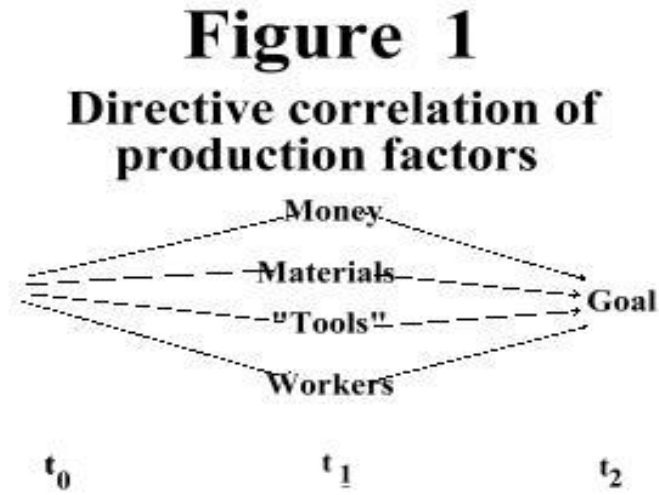 Figure 1
Directive correlation of
production factors
Money
Materials
"Tools"
Goal
Workers
t0 t1 t2